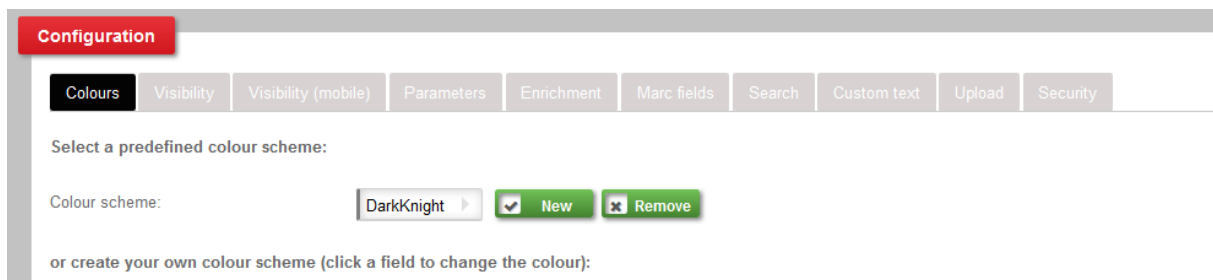 Configuration
Colours Visibility Visibility (mobile) Parameters Enrichment Marc fields Search Custom text Upload Security
Select a predefined colour scheme:
Colour scheme: DarkKnight New Remove
or create your own colour scheme (click a field to change the colour):